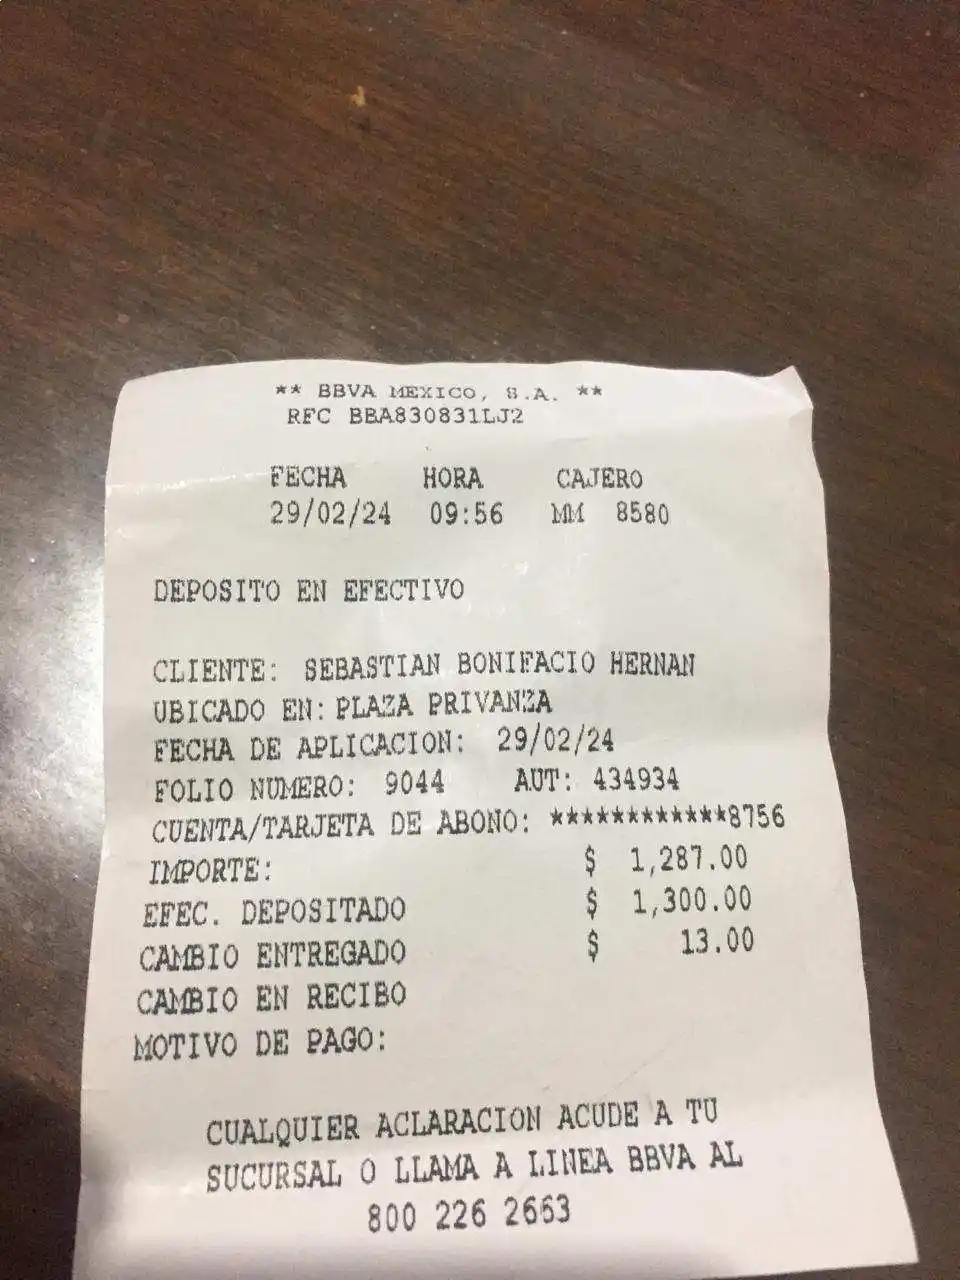 ** BBVA MEXICO, S.A. **
RFC BBA830831LJ2
FECHA HORA CAJERO
29/02/24 09:56 MM 8580
DEPOSITO EN EFECTIVO
CLIENTE: SEBASTIAN BONIFACIO HERNAN
UBICADO EN: PLAZA PRIVANZA
FECHA DE APLICACION: 29/02/24
FOLIO NUMERO: 9044 AUT: 434934
CUENTA/TARJETA DE ABONO: ************8756
IMPORTE: $ 1,287.00
EFEC. DEPOSITADO $ 1,300.00
CAMBIO ENTREGADO $ 13.00
CAMBIO EN RECIBO
MOTIVO DE PAGO:
CUALQUIER ACLARACION ACUDE A TU
SUCURSAL O LLAMA A LINEA BBVA AL
800 226 2663